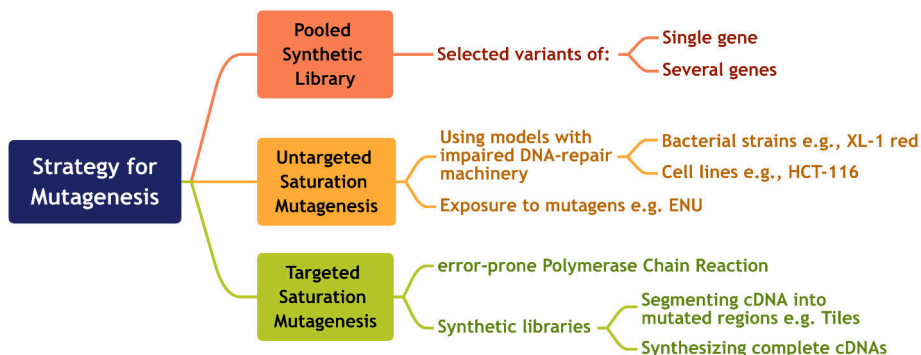 Strategy for
Mutagenesis
Pooled
Synthetic
Library
Selected variants of:
Single gene
Several genes
Untargeted
Saturation
Mutagenesis
Using models with
impaired DNA-repair
machinery
Bacterial strains e.g., XL-1 red
Cell lines e.g., HCT-116
Exposure to mutagens e.g. ENU
Targeted
Saturation
Mutagenesis
error-prone Polymerase Chain Reaction
Synthetic libraries
Segmenting cDNA into
mutated regions e.g. Tiles
Synthesizing complete cDNAs